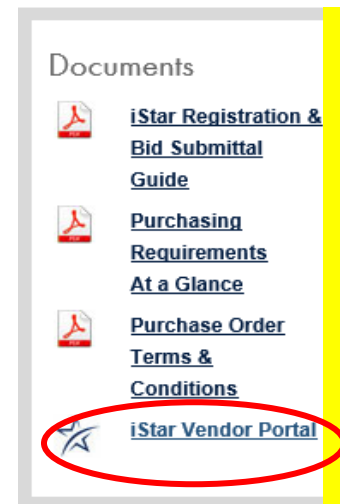 Documents
iStar Registration &
Bid Submittal
Guide
Purchasing
Requirements
At a Glance
Purchase Order
Terms &
Conditions
iStar Vendor Portal